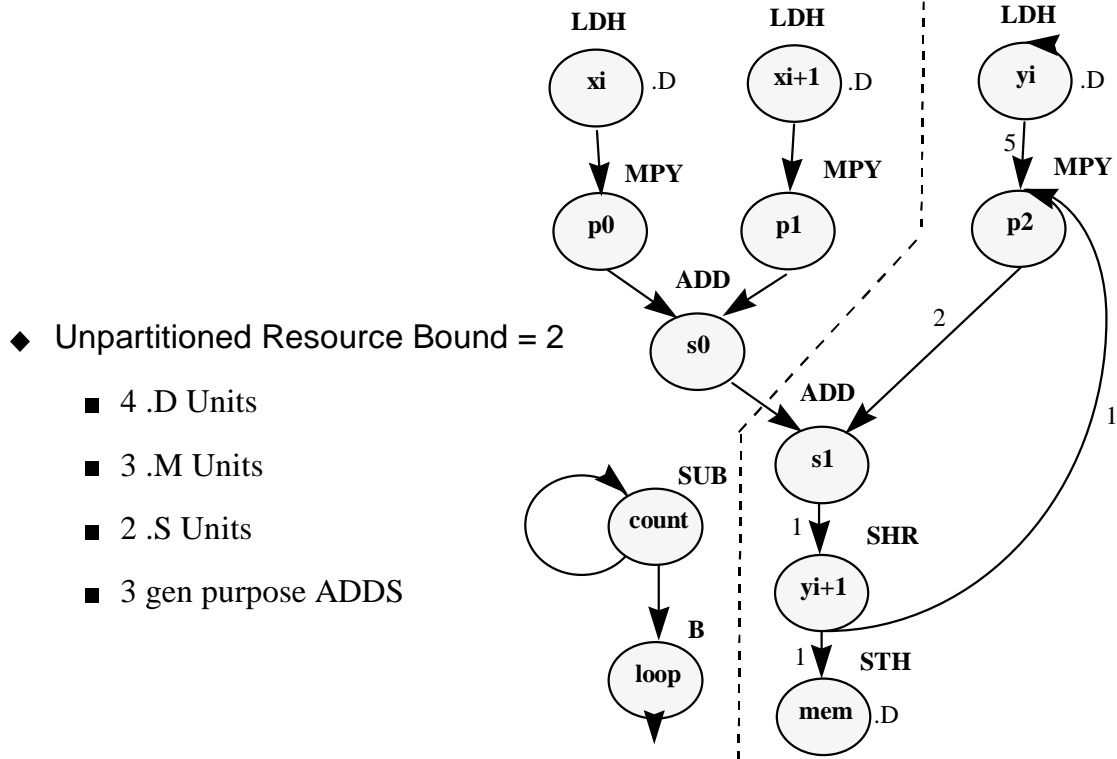 LDH LDH LDH
xi .D xi+1 .D yi .D
5
MPY MPY MPY
p0 p1 p2
ADD
◆ Unpartitioned Resource Bound = 2
2
s0
■ 4 .D Units
ADD
1
■ 3 .M Units
s1
SUB
■ 2 .S Units
count
1 SHR
■ 3 gen purpose ADDS
yi+1
B
1 STH
loop
mem .D